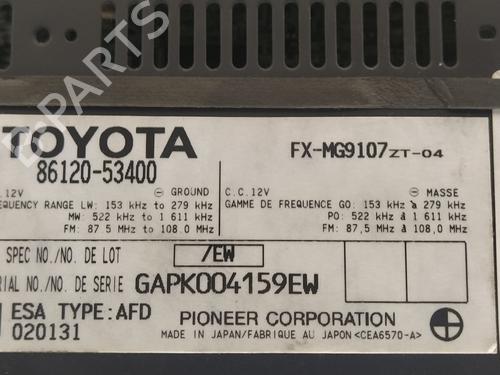 TOYOTA
86120-53400
FX-MG9107ZT-04
12V ⊖ GROUND
C.C.12V ⊖ MASSE
FREQUENCY RANGE LW: 153 kHz to 279 kHz
GAMME DE FREQUENCE GO: 153 kHz à 279 kHz
MW: 522 kHz to 1 611 kHz
PO: 522 kHz à 1 611 kHz
FM: 87.5 MHz to 108.0 MHz
FM: 87,5 MHz à 108,0 MHz
SPEC NO./NO. DE LOT /EW
SERIAL NO./NO. DE SERIE GAPK004159EW
ESA TYPE:AFD
020131
PIONEER CORPORATION
MADE IN JAPAN/FABRIQUE AU JAPON <CEA6570-A>
B-PARTS